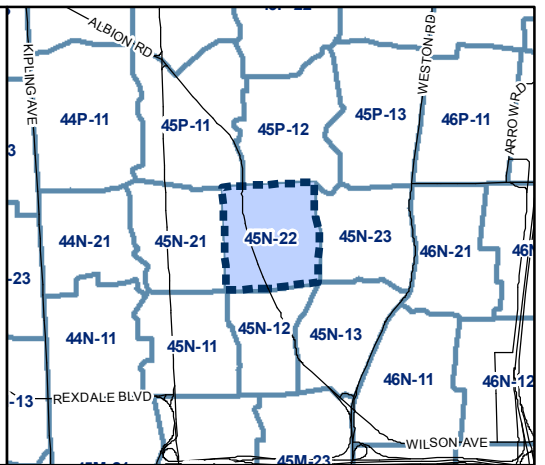 ALBION RD
KIPLING AVE
WESTON RD
ARROW RD
44P-11
45P-11
45P-12
45P-13
46P-11
3
44N-21
45N-21
45N-22
45N-23
46N-21
-23
44N-11
45N-11
45N-12
45N-13
46N-11
46N-12
-13
REXDALE BLVD
WILSON AVE
45M-23